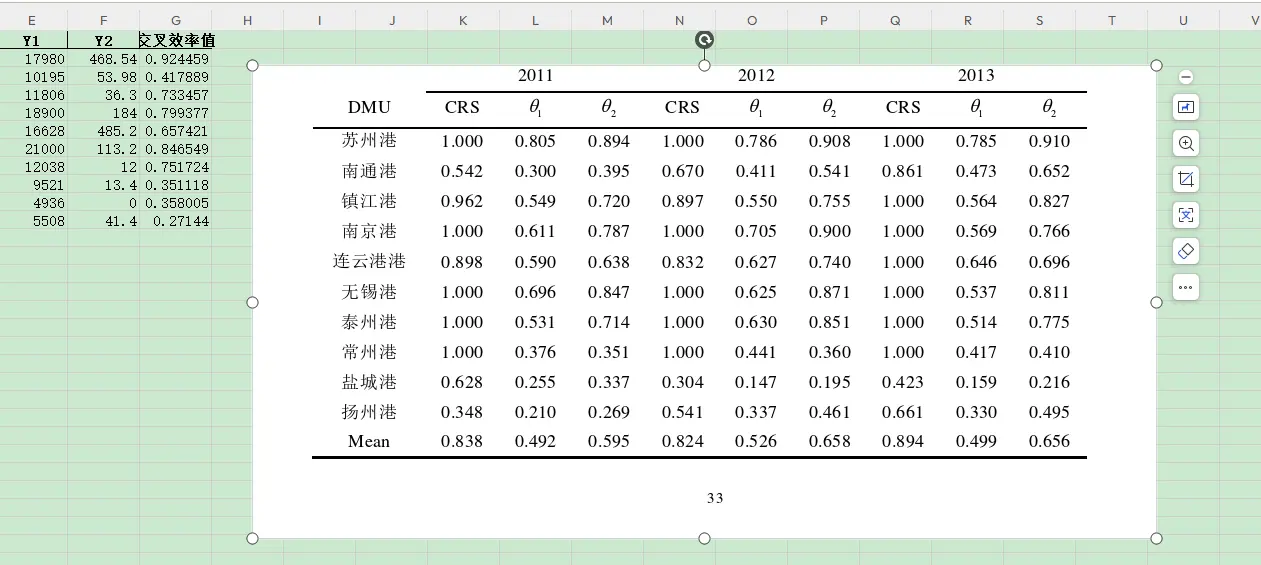 E F G H I J K L M N O P Q R S T U V
Y1 Y2 交叉效率值
17980 468.54 0.924459
10195 53.98 0.417889
11806 36.3 0.733457
18900 184 0.799377
16628 485.2 0.657421
21000 113.2 0.846549
12038 12 0.751724
9521 13.4 0.351118
4936 0 0.358005
5508 41.4 0.27144
2011 2012 2013
DMU CRS θ1 θ2 CRS θ1 θ2 CRS θ1 θ2
苏州港 1.000 0.805 0.894 1.000 0.786 0.908 1.000 0.785 0.910
南通港 0.542 0.300 0.395 0.670 0.411 0.541 0.861 0.473 0.652
镇江港 0.962 0.549 0.720 0.897 0.550 0.755 1.000 0.564 0.827
南京港 1.000 0.611 0.787 1.000 0.705 0.900 1.000 0.569 0.766
连云港港 0.898 0.590 0.638 0.832 0.627 0.740 1.000 0.646 0.696
无锡港 1.000 0.696 0.847 1.000 0.625 0.871 1.000 0.537 0.811
泰州港 1.000 0.531 0.714 1.000 0.630 0.851 1.000 0.514 0.775
常州港 1.000 0.376 0.351 1.000 0.441 0.360 1.000 0.417 0.410
盐城港 0.628 0.255 0.337 0.304 0.147 0.195 0.423 0.159 0.216
扬州港 0.348 0.210 0.269 0.541 0.337 0.461 0.661 0.330 0.495
Mean 0.838 0.492 0.595 0.824 0.526 0.658 0.894 0.499 0.656
33